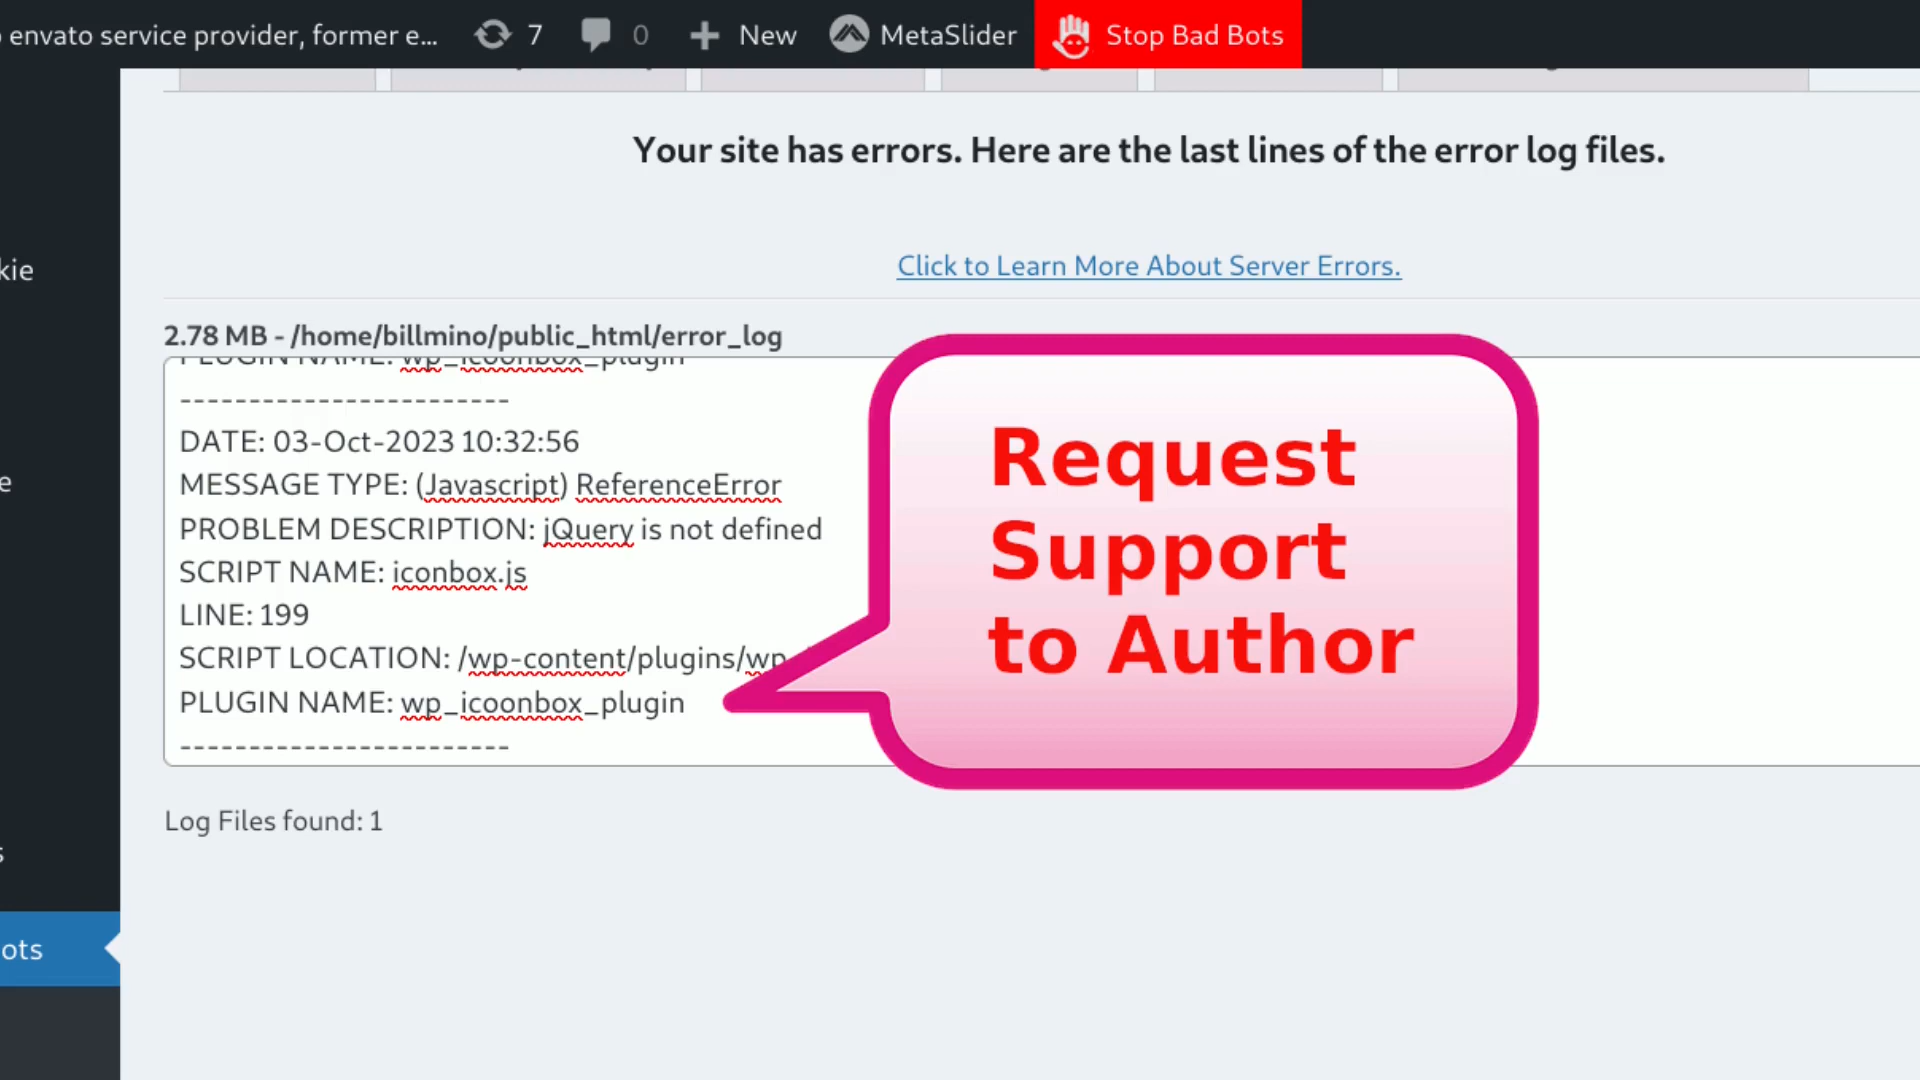 envato service provider, former e... 7 0 New MetaSlider Stop Bad Bots
Your site has errors. Here are the last lines of the error log files.
Click to Learn More About Server Errors.
2.78 MB - /home/billmino/public_html/error_log
PLUGIN NAME: wp_icoonbox_plugin
------------------------
DATE: 03-Oct-2023 10:32:56
MESSAGE TYPE: (Javascript) ReferenceError
PROBLEM DESCRIPTION: jQuery is not defined
SCRIPT NAME: iconbox.js
LINE: 199
SCRIPT LOCATION: /wp-content/plugins/wp
PLUGIN NAME: wp_icoonbox_plugin
------------------------
Request
Support
to Author
Log Files found: 1
kie
e
s
ots